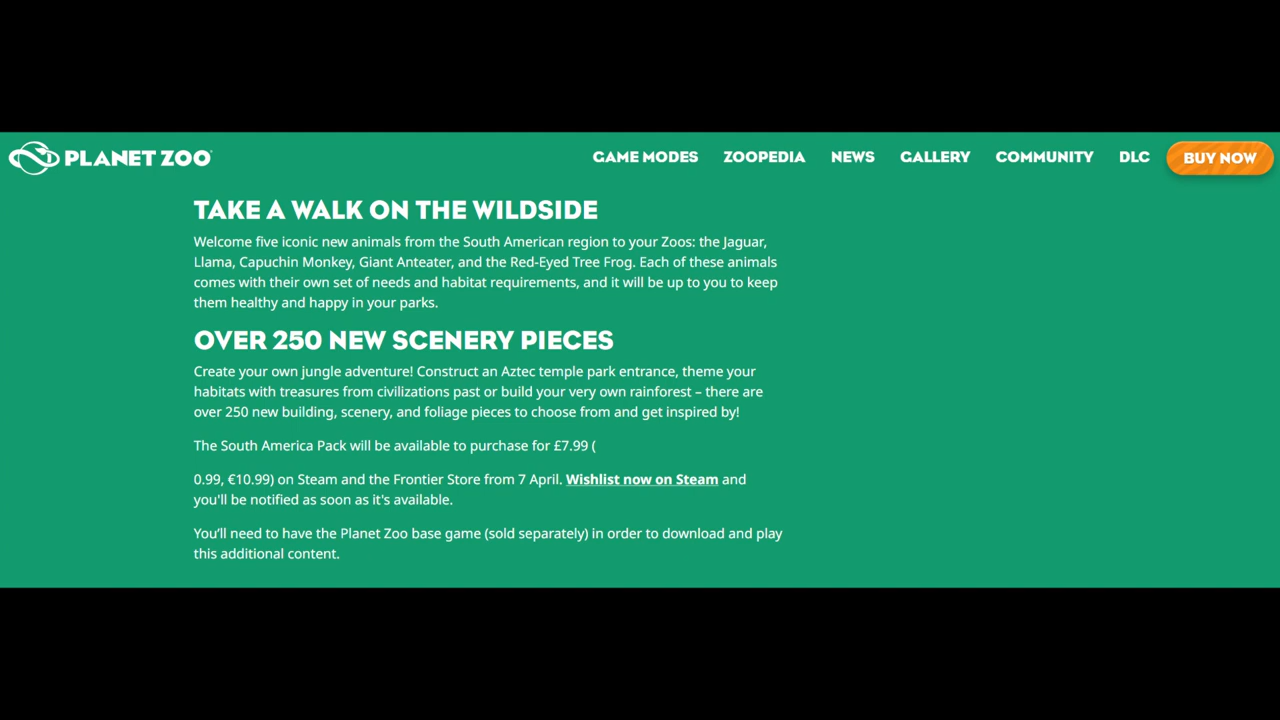 PLANET ZOO
GAME MODES ZOOPEDIA NEWS GALLERY COMMUNITY DLC BUY NOW
TAKE A WALK ON THE WILDSIDE
Welcome five iconic new animals from the South American region to your Zoos: the Jaguar,
Llama, Capuchin Monkey, Giant Anteater, and the Red-Eyed Tree Frog. Each of these animals
comes with their own set of needs and habitat requirements, and it will be up to you to keep
them healthy and happy in your parks.
OVER 250 NEW SCENERY PIECES
Create your own jungle adventure! Construct an Aztec temple park entrance, theme your
habitats with treasures from civilizations past or build your very own rainforest – there are
over 250 new building, scenery, and foliage pieces to choose from and get inspired by!
The South America Pack will be available to purchase for £7.99 (
0.99, €10.99) on Steam and the Frontier Store from 7 April. Wishlist now on Steam and
you'll be notified as soon as it's available.
You’ll need to have the Planet Zoo base game (sold separately) in order to download and play
this additional content.